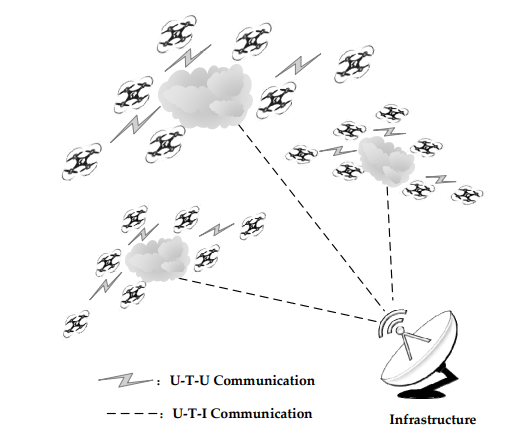 : U-T-U Communication
: U-T-I Communication
Infrastructure